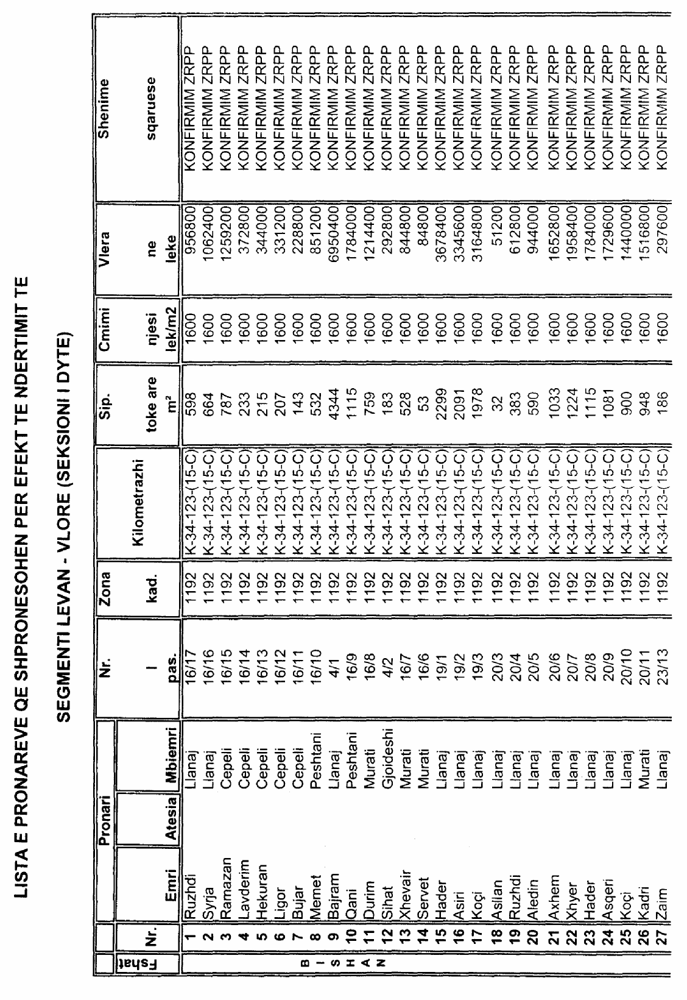 LISTA E PRONAREVE QE SHPRONESOHEN PER EFEKT TE NDERTIMIT TE
SEGMENTI LEVAN - VLORE (SEKSIONI I DYTE)
Pronari Nr. Zona Kilometrazhi Sip. Cmimi Vlera Shenime
Fshati Nr. Emri Atesia Mbiemri I pas. kad. toke are m² njesi lek/m2 ne leke sqaruese
BISHAN
1 Ruzhdi Llanaj 16/17 1192 K-34-123-(15-C) 598 1600 956800 KONFIRMIM ZRPP
2 Syrja Llanaj 16/16 1192 K-34-123-(15-C) 664 1600 1062400 KONFIRMIM ZRPP
3 Ramazan Cepeli 16/15 1192 K-34-123-(15-C) 787 1600 1259200 KONFIRMIM ZRPP
4 Lavderim Cepeli 16/14 1192 K-34-123-(15-C) 233 1600 372800 KONFIRMIM ZRPP
5 Hekuran Cepeli 16/13 1192 K-34-123-(15-C) 215 1600 344000 KONFIRMIM ZRPP
6 Ligor Cepeli 16/12 1192 K-34-123-(15-C) 207 1600 331200 KONFIRMIM ZRPP
7 Bujar Cepeli 16/11 1192 K-34-123-(15-C) 143 1600 228800 KONFIRMIM ZRPP
8 Memet Peshtani 16/10 1192 K-34-123-(15-C) 532 1600 851200 KONFIRMIM ZRPP
9 Bajram Llanaj 4/1 1192 K-34-123-(15-C) 4344 1600 6950400 KONFIRMIM ZRPP
10 Qani Peshtani 16/9 1192 K-34-123-(15-C) 1115 1600 1784000 KONFIRMIM ZRPP
11 Durim Murati 16/8 1192 K-34-123-(15-C) 759 1600 1214400 KONFIRMIM ZRPP
12 Sihat Gjoideshi 4/2 1192 K-34-123-(15-C) 183 1600 292800 KONFIRMIM ZRPP
13 Xhevair Murati 16/7 1192 K-34-123-(15-C) 528 1600 844800 KONFIRMIM ZRPP
14 Servet Murati 16/6 1192 K-34-123-(15-C) 53 1600 84800 KONFIRMIM ZRPP
15 Hader Llanaj 19/1 1192 K-34-123-(15-C) 2299 1600 3678400 KONFIRMIM ZRPP
16 Asiri Llanaj 19/2 1192 K-34-123-(15-C) 2091 1600 3345600 KONFIRMIM ZRPP
17 Koçi Llanaj 19/3 1192 K-34-123-(15-C) 1978 1600 3164800 KONFIRMIM ZRPP
18 Asllan Llanaj 20/3 1192 K-34-123-(15-C) 32 1600 51200 KONFIRMIM ZRPP
19 Ruzhdi Llanaj 20/4 1192 K-34-123-(15-C) 383 1600 612800 KONFIRMIM ZRPP
20 Aledin Llanaj 20/5 1192 K-34-123-(15-C) 590 1600 944000 KONFIRMIM ZRPP
21 Axhem Llanaj 20/6 1192 K-34-123-(15-C) 1033 1600 1652800 KONFIRMIM ZRPP
22 Xhyer Llanaj 20/7 1192 K-34-123-(15-C) 1224 1600 1958400 KONFIRMIM ZRPP
23 Hader Llanaj 20/8 1192 K-34-123-(15-C) 1115 1600 1784000 KONFIRMIM ZRPP
24 Asqeri Llanaj 20/9 1192 K-34-123-(15-C) 1081 1600 1729600 KONFIRMIM ZRPP
25 Koçi Llanaj 20/10 1192 K-34-123-(15-C) 900 1600 1440000 KONFIRMIM ZRPP
26 Kadri Murati 20/11 1192 K-34-123-(15-C) 948 1600 1516800 KONFIRMIM ZRPP
27 Zaim Llanaj 23/13 1192 K-34-123-(15-C) 186 1600 297600 KONFIRMIM ZRPP